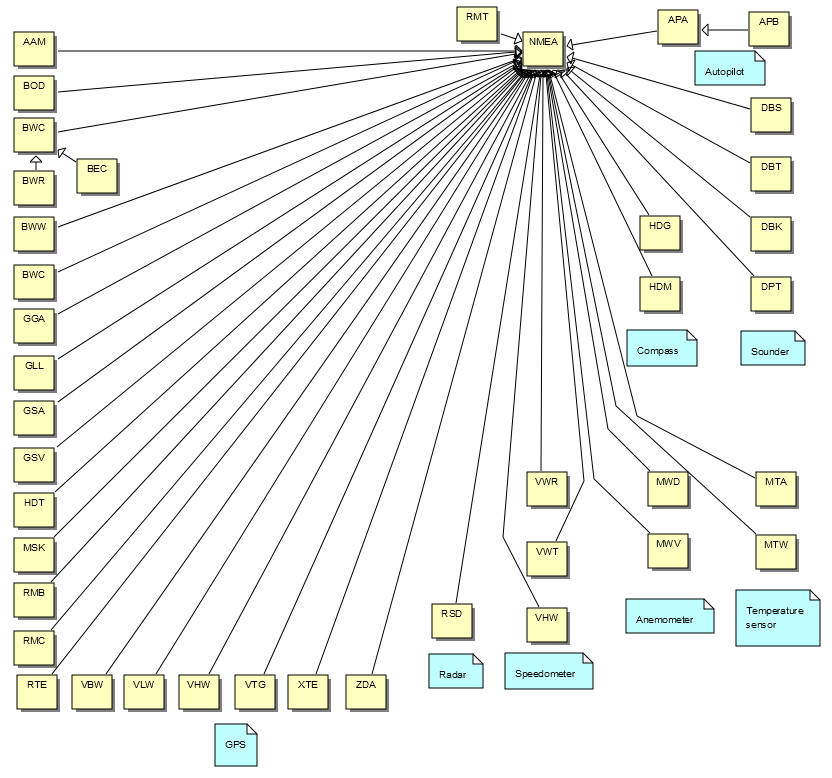 RMT
APA
APB
AAM
NMEA
Autopilot
BOD
DBS
BWC
BEC
DBT
BWR
BWW
HDG
DBK
BWC
HDM
DPT
GGA
Compass
Sounder
GLL
GSA
GSV
VWR
MWD
MTA
HDT
MSK
VWT
MWV
MTW
RMB
RSD
VHW
Anemometer
Temperature
sensor
RMC
Radar
Speedometer
RTE
VBW
VLW
VHW
VTG
XTE
ZDA
GPS